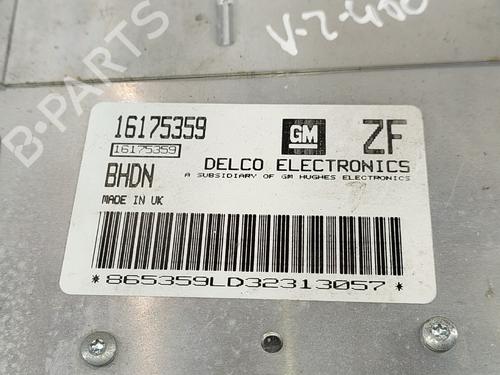 V-2-400
B-PARTS
16175359
16175359
GM
ZF
BHDN
DELCO ELECTRONICS
A SUBSIDIARY OF GM HUGHES ELECTRONICS
MADE IN UK
*865359LD32313057*